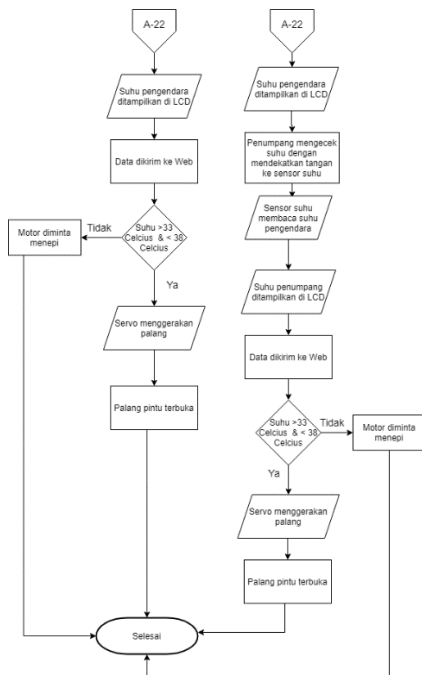 A-22
Suhu pengendara
ditampilkan di LCD
Data dikirim ke Web
Suhu >33
Celcius & < 38
Celcius
Tidak
Motor diminta
menepi
Ya
Servo menggerakan
palang
Palang pintu terbuka
A-22
Suhu pengendara
ditampilkan di LCD
Penumpang mengecek
suhu dengan
mendekatkan tangan
ke sensor suhu
Sensor suhu
membaca suhu
pengendara
Suhu penumpang
ditampilkan di LCD
Data dikirim ke Web
Suhu >33
Celcius & < 38
Celcius
Tidak
Motor diminta
menepi
Ya
Servo menggerakan
palang
Palang pintu terbuka
Selesai